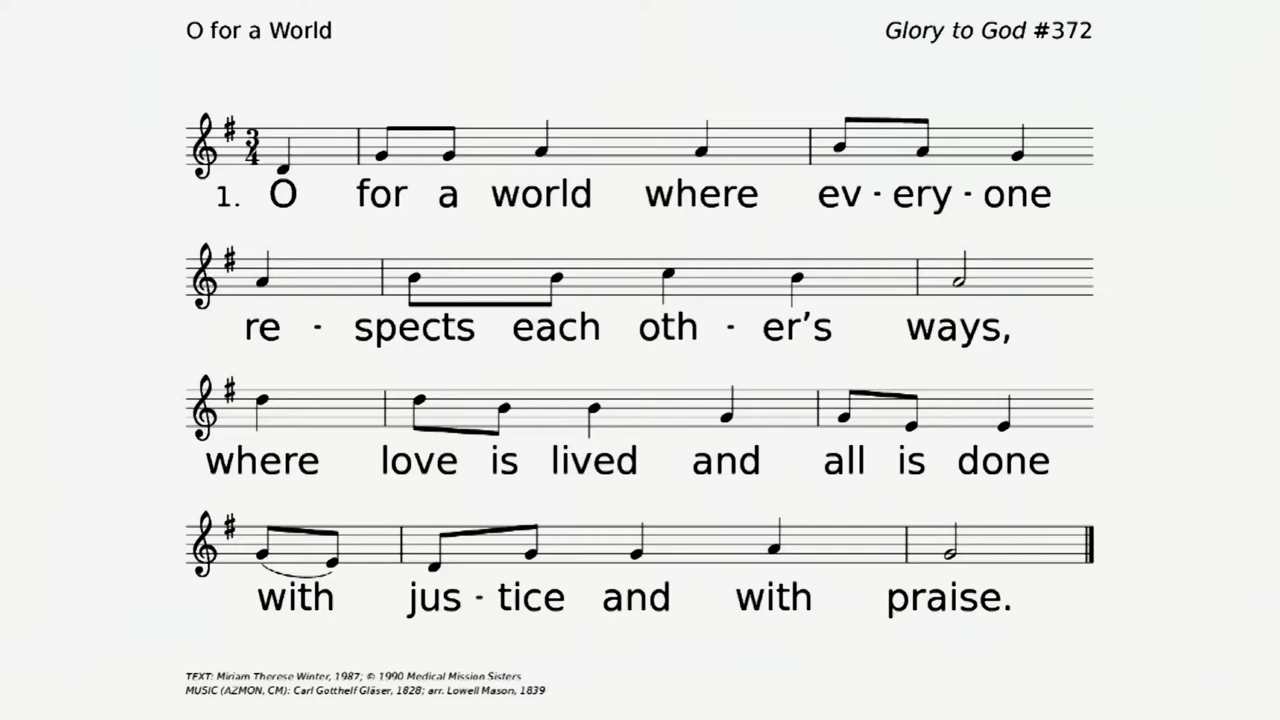 O for a World
Glory to God #372
1. O for a world where ev - ery - one
re - spects each oth - er’s ways,
where love is lived and all is done
with jus - tice and with praise.
TEXT: Miriam Therese Winter, 1987; © 1990 Medical Mission Sisters
MUSIC (AZMON, CM): Carl Gotthelf Gläser, 1828; arr. Lowell Mason, 1839